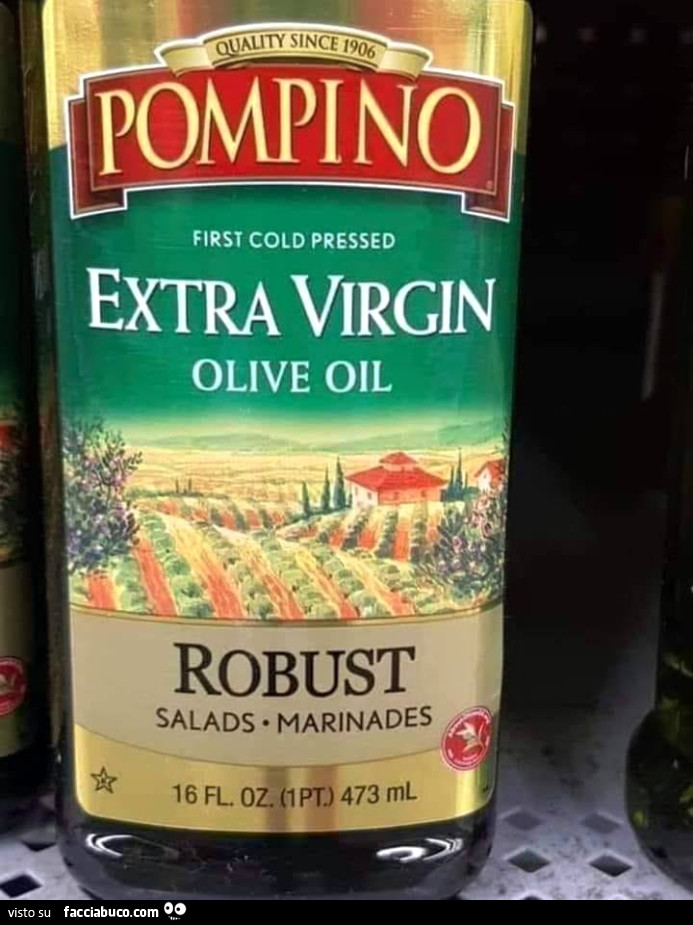 QUALITY SINCE 1906
POMPINO
FIRST COLD PRESSED
EXTRA VIRGIN
OLIVE OIL
ROBUST
SALADS • MARINADES
16 FL. OZ. (1PT.) 473 mL
visto su facciabuco.com